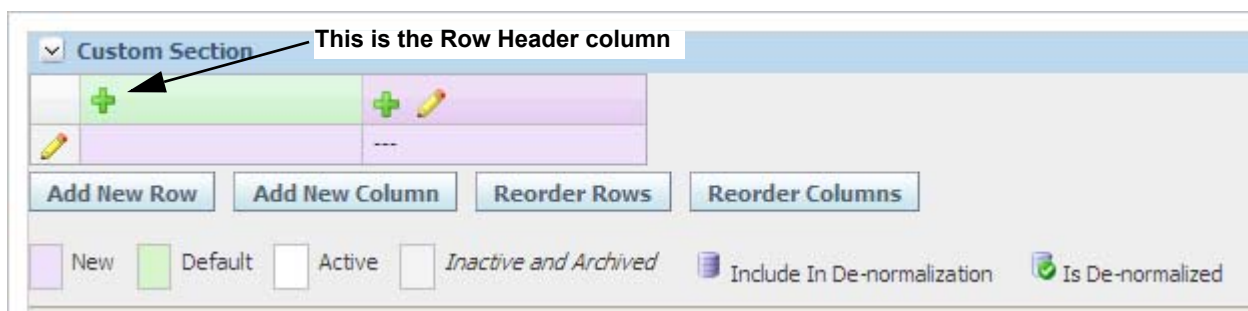 Custom Section
This is the Row Header column
---
Add New Row Add New Column Reorder Rows Reorder Columns
New Default Active Inactive and Archived Include In De-normalization Is De-normalized